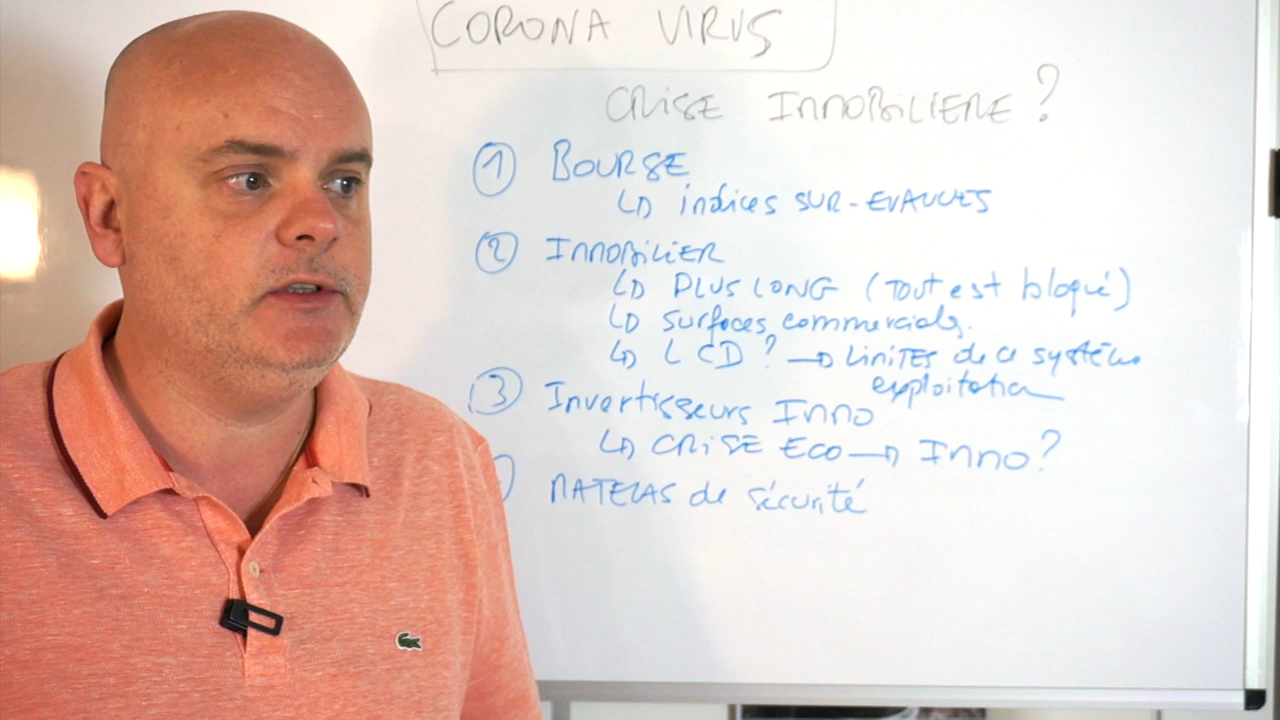 CORONA VIRUS
CRISE IMMOBILIERE ?
1 BOURSE
↳ indices SUR-EVALUES
2 IMMOBILIER
↳ PLUS LONG (TOUT est bloqué)
↳ surfaces commerciales.
↳ LCD ? → LIMITES de ce système
exploitation
3 Invertisseurs IMMO
↳ CRISE ECO → IMMO ?
MATELAS de sécurité